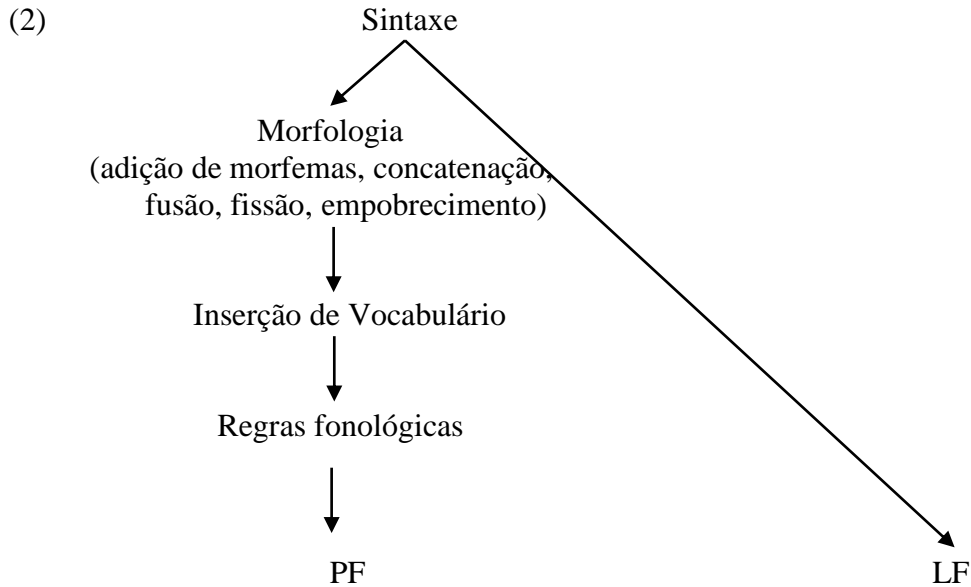 (2) Sintaxe
Morfologia
(adição de morfemas, concatenação,
fusão, fissão, empobrecimento)
Inserção de Vocabulário
Regras fonológicas
PF LF